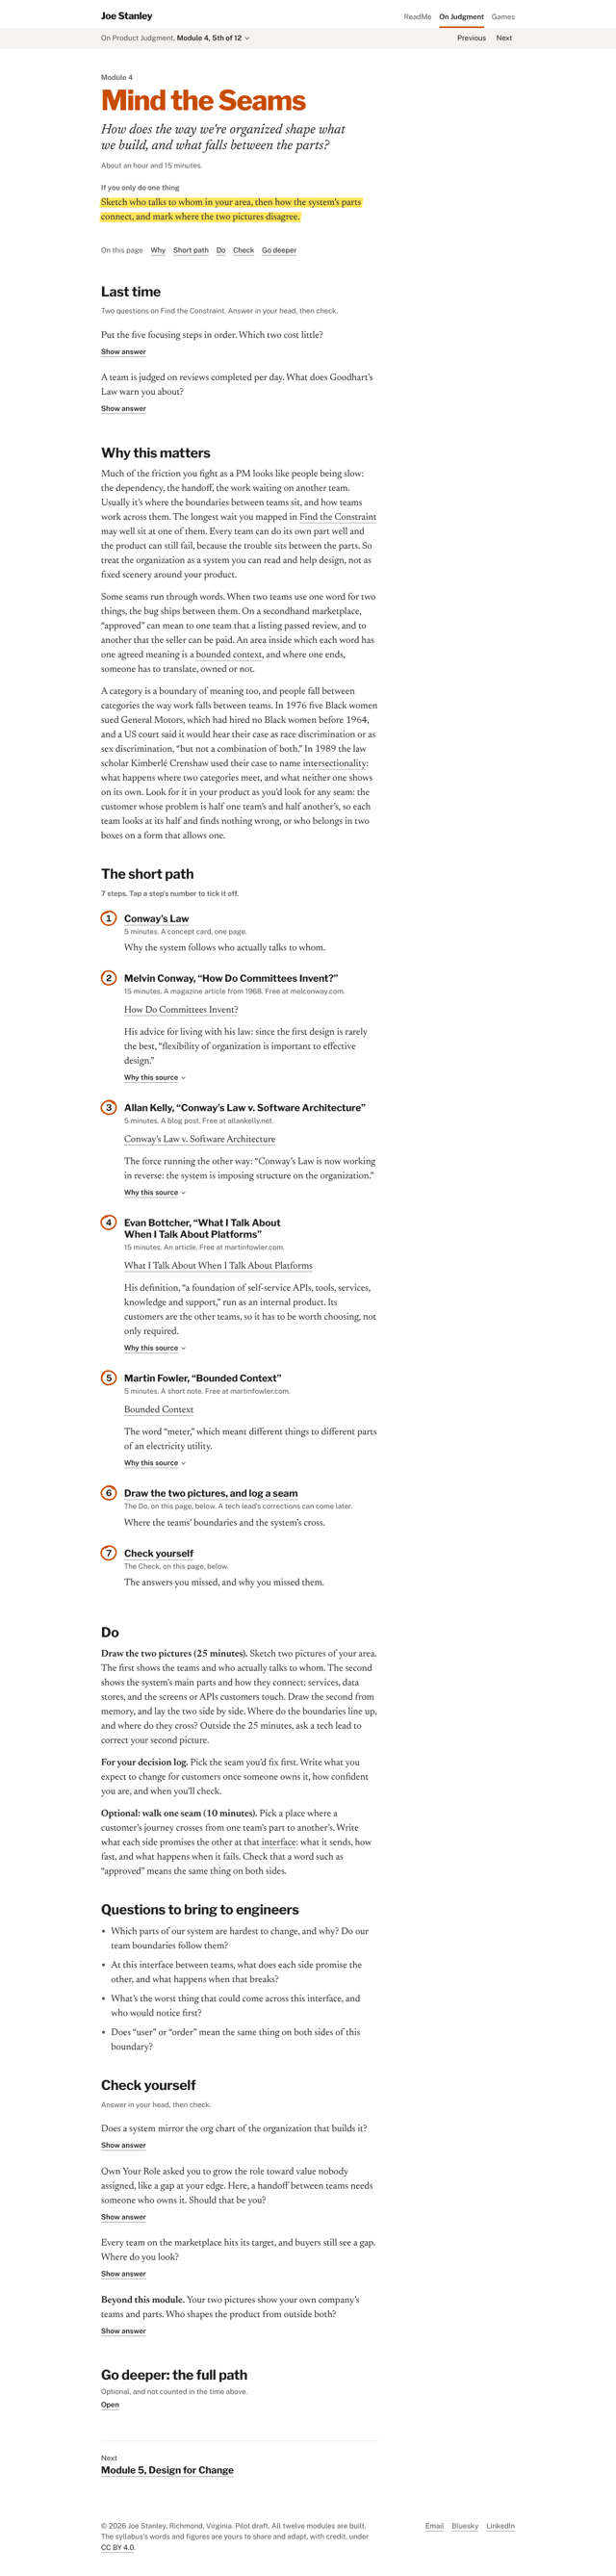 Joe Stanley
ReadMe On Judgment Games
On Product Judgment, Module 4, 5th of 12
Previous Next
Module 4
Mind the Seams
How does the way we're organized shape what
we build, and what falls between the parts?
About an hour and 15 minutes.
If you only do one thing
Sketch who talks to whom in your area, then how the system's parts
connect, and mark where the two pictures disagree.
On this page Why Short path Do Check Go deeper
Last time
Two questions on Find the Constraint. Answer in your head, then check.
Put the five focusing steps in order. Which two cost little?
Show answer
A team is judged on reviews completed per day. What does Goodhart's
Law warn you about?
Show answer
Why this matters
Much of the friction you fight as a PM looks like people being slow:
the dependency, the handoff, the work waiting on another team.
Usually it's where the boundaries between teams sit, and how teams
work across them. The longest wait you mapped in Find the Constraint
may well sit at one of them. Every team can do its own part well and
the product can still fail, because the trouble sits between the parts. So
treat the organization as a system you can read and help design, not as
fixed scenery around your product.
Some seams run through words. When two teams use one word for two
things, the bug ships between them. On a secondhand marketplace,
“approved” can mean to one team that a listing passed review, and to
another that the seller can be paid. An area inside which each word has
one agreed meaning is a bounded context, and where one ends,
someone has to translate, owned or not.
A category is a boundary of meaning too, and people fall between
categories the way work falls between teams. In 1976 five Black women
sued General Motors, which had hired no Black women before 1964,
and a US court said it would hear their case as race discrimination or as
sex discrimination, “but not a combination of both.” In 1989 the law
scholar Kimberlé Crenshaw used their case to name intersectionality:
what happens where two categories meet, and what neither one shows
on its own. Look for it in your product as you'd look for any seam: the
customer whose problem is half one team's and half another's, so each
team looks at its half and finds nothing wrong, or who belongs in two
boxes on a form that allows one.
The short path
7 steps. Tap a step's number to tick it off.
1 Conway's Law
5 minutes. A concept card, one page.
Why the system follows who actually talks to whom.
2 Melvin Conway, “How Do Committees Invent?”
15 minutes. A magazine article from 1968. Free at melconway.com.
How Do Committees Invent?
His advice for living with his law: since the first design is rarely
the best, “flexibility of organization is important to effective
design.”
Why this source
3 Allan Kelly, “Conway's Law v. Software Architecture”
5 minutes. A blog post. Free at allankelly.net.
Conway's Law v. Software Architecture
The force running the other way: “Conway's Law is now working
in reverse: the system is imposing structure on the organization.”
Why this source
4 Evan Bottcher, “What I Talk About
When I Talk About Platforms”
15 minutes. An article. Free at martinfowler.com.
What I Talk About When I Talk About Platforms
His definition, “a foundation of self-service APIs, tools, services,
knowledge and support,” run as an internal product. Its
customers are the other teams, so it has to be worth choosing, not
only required.
Why this source
5 Martin Fowler, “Bounded Context”
5 minutes. A short note. Free at martinfowler.com.
Bounded Context
The word “meter,” which meant different things to different parts
of an electricity utility.
Why this source
6 Draw the two pictures, and log a seam
The Do, on this page, below. A tech lead's corrections can come later.
Where the teams' boundaries and the system's cross.
7 Check yourself
The Check, on this page, below.
The answers you missed, and why you missed them.
Do
Draw the two pictures (25 minutes). Sketch two pictures of your area.
The first shows the teams and who actually talks to whom. The second
shows the system's main parts and how they connect: services, data
stores, and the screens or APIs customers touch. Draw the second from
memory, and lay the two side by side. Where do the boundaries line up,
and where do they cross? Outside the 25 minutes, ask a tech lead to
correct your second picture.
For your decision log. Pick the seam you'd fix first. Write what you
expect to change for customers once someone owns it, how confident
you are, and when you'll check.
Optional: walk one seam (10 minutes). Pick a place where a
customer's journey crosses from one team's part to another's. Write
what each side promises the other at that interface: what it sends, how
fast, and what happens when it fails. Check that a word such as
“approved” means the same thing on both sides.
Questions to bring to engineers
• Which parts of our system are hardest to change, and why? Do our
team boundaries follow them?
• At this interface between teams, what does each side promise the
other, and what happens when that breaks?
• What's the worst thing that could come across this interface, and
who would notice first?
• Does “user” or “order” mean the same thing on both sides of this
boundary?
Check yourself
Answer in your head, then check.
Does a system mirror the org chart of the organization that builds it?
Show answer
Own Your Role asked you to grow the role toward value nobody
assigned, like a gap at your edge. Here, a handoff between teams needs
someone who owns it. Should that be you?
Show answer
Every team on the marketplace hits its target, and buyers still see a gap.
Where do you look?
Show answer
Beyond this module. Your two pictures show your own company's
teams and parts. Who shapes the product from outside both?
Show answer
Go deeper: the full path
Optional, and not counted in the time above.
Open
Next
Module 5, Design for Change
© 2026 Joe Stanley, Richmond, Virginia. Pilot draft. All twelve modules are built.
The syllabus's words and figures are yours to share and adapt, with credit, under
CC BY 4.0.
Email Bluesky LinkedIn